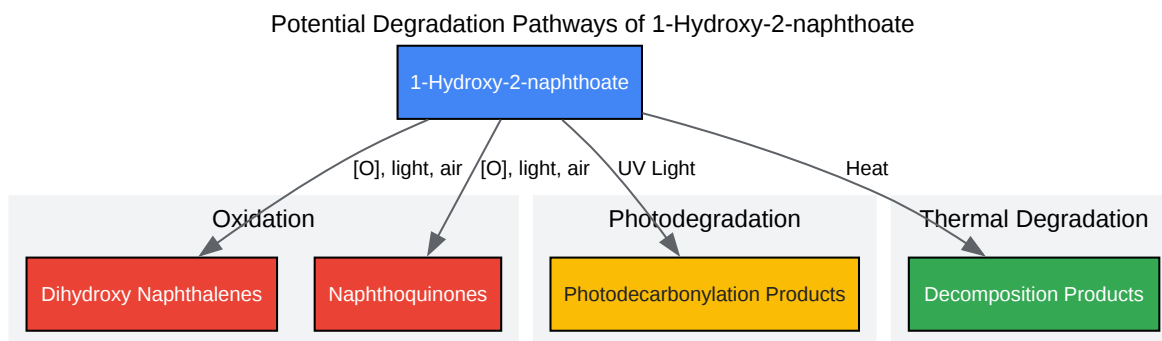 Potential Degradation Pathways of 1-Hydroxy-2-naphthoate
1-Hydroxy-2-naphthoate
[O], light, air
[O], light, air
UV Light
Heat
Oxidation
Photodegradation
Thermal Degradation
Dihydroxy Naphthalenes
Naphthoquinones
Photodecarbonylation Products
Decomposition Products